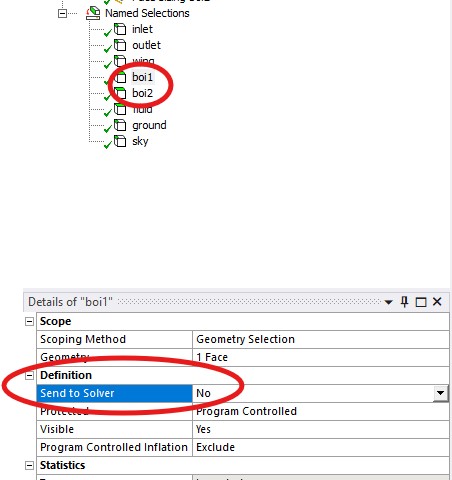 Named Selections
inlet
outlet
wing
boi1
boi2
fluid
ground
sky
Details of "boi1"
Scope
Scoping Method Geometry Selection
Geometry 1 Face
Definition
Send to Solver No
Protected Program Controlled
Visible Yes
Program Controlled Inflation Exclude
Statistics